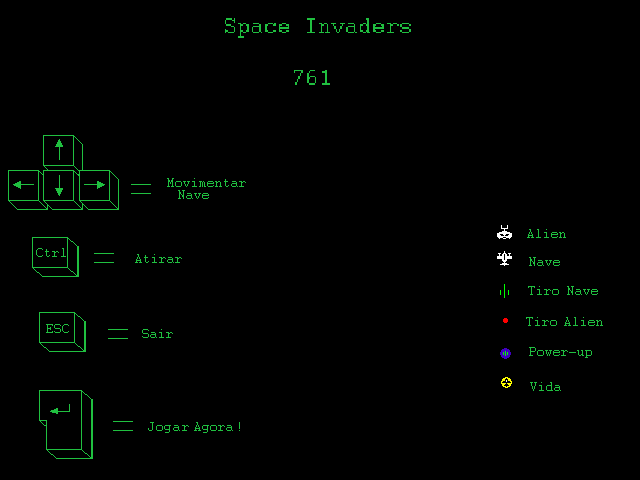 Space Invaders
761
Movimentar
Nave
Ctrl
Atirar
ESC
Sair
Jogar Agora!
Alien
Nave
Tiro Nave
Tiro Alien
Power-up
Vida